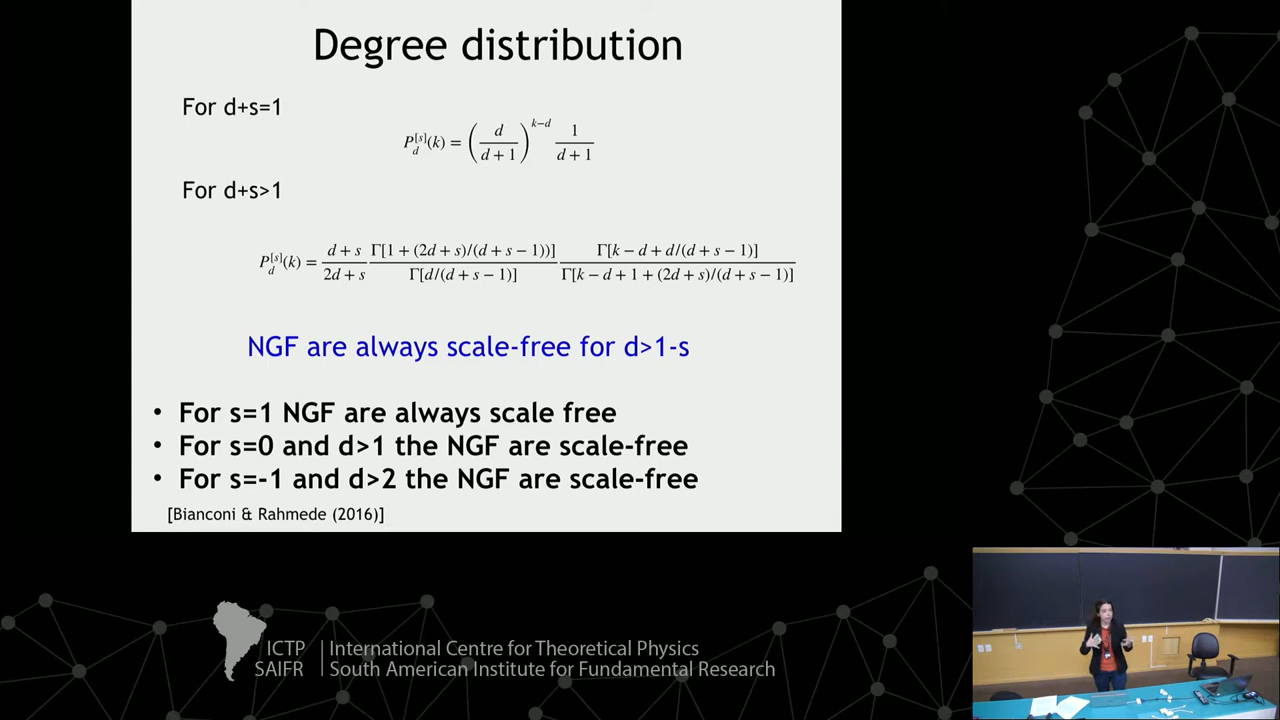 Degree distribution
For d+s=1
P_d^{[s]}(k) = (d/(d+1))^{k−d} 1/(d+1)
For d+s>1
P_d^{[s]}(k) = (d+s)/(2d+s) Γ[1+(2d+s)/(d+s−1))]/Γ[d/(d+s−1)] Γ[k−d+d/(d+s−1)]/Γ[k−d+1+(2d+s)/(d+s−1)]
NGF are always scale-free for d>1-s
• For s=1 NGF are always scale free
• For s=0 and d>1 the NGF are scale-free
• For s=-1 and d>2 the NGF are scale-free
[Bianconi & Rahmede (2016)]
ICTP | International Centre for Theoretical Physics
SAIFR | South American Institute for Fundamental Research